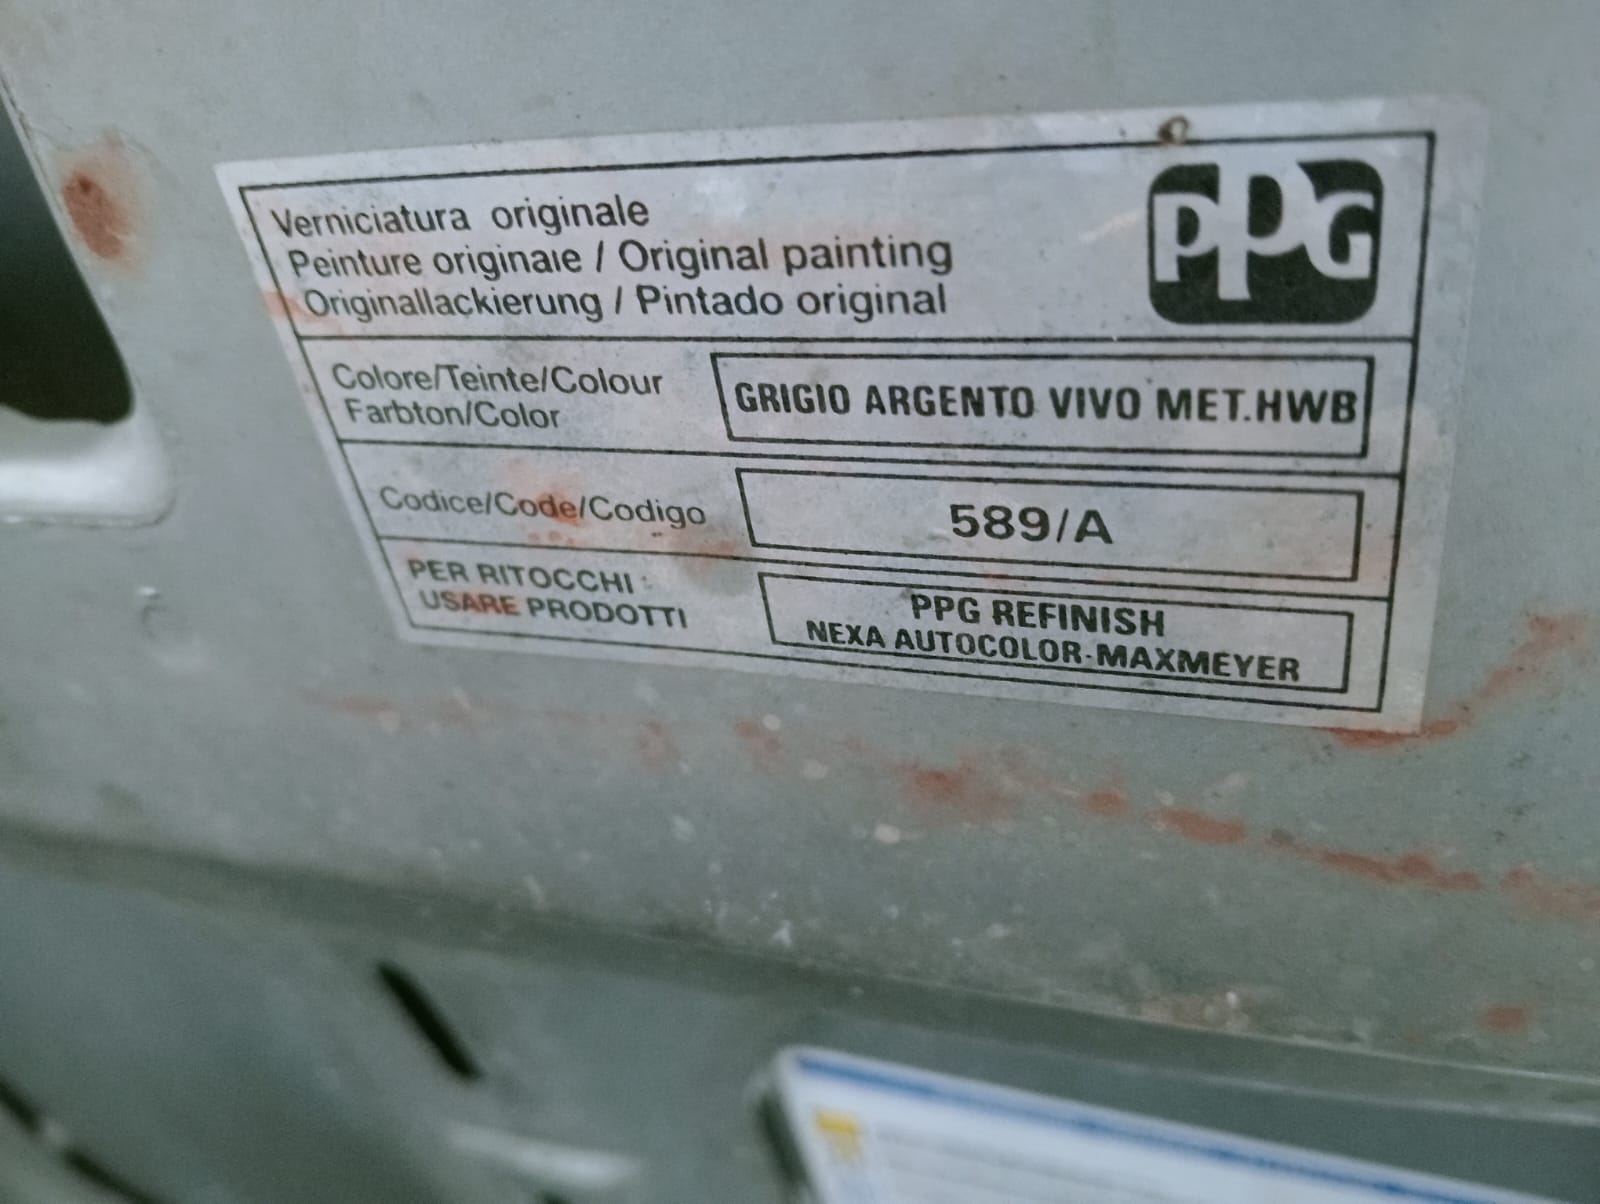 Verniciatura originale
Peinture originale / Original painting
Originallackierung / Pintado original
PPG
Colore/Teinte/Colour
Farbton/Color
GRIGIO ARGENTO VIVO MET.HWB
Codice/Code/Codigo
589/A
PER RITOCCHI :
USARE PRODOTTI
PPG REFINISH
NEXA AUTOCOLOR-MAXMEYER